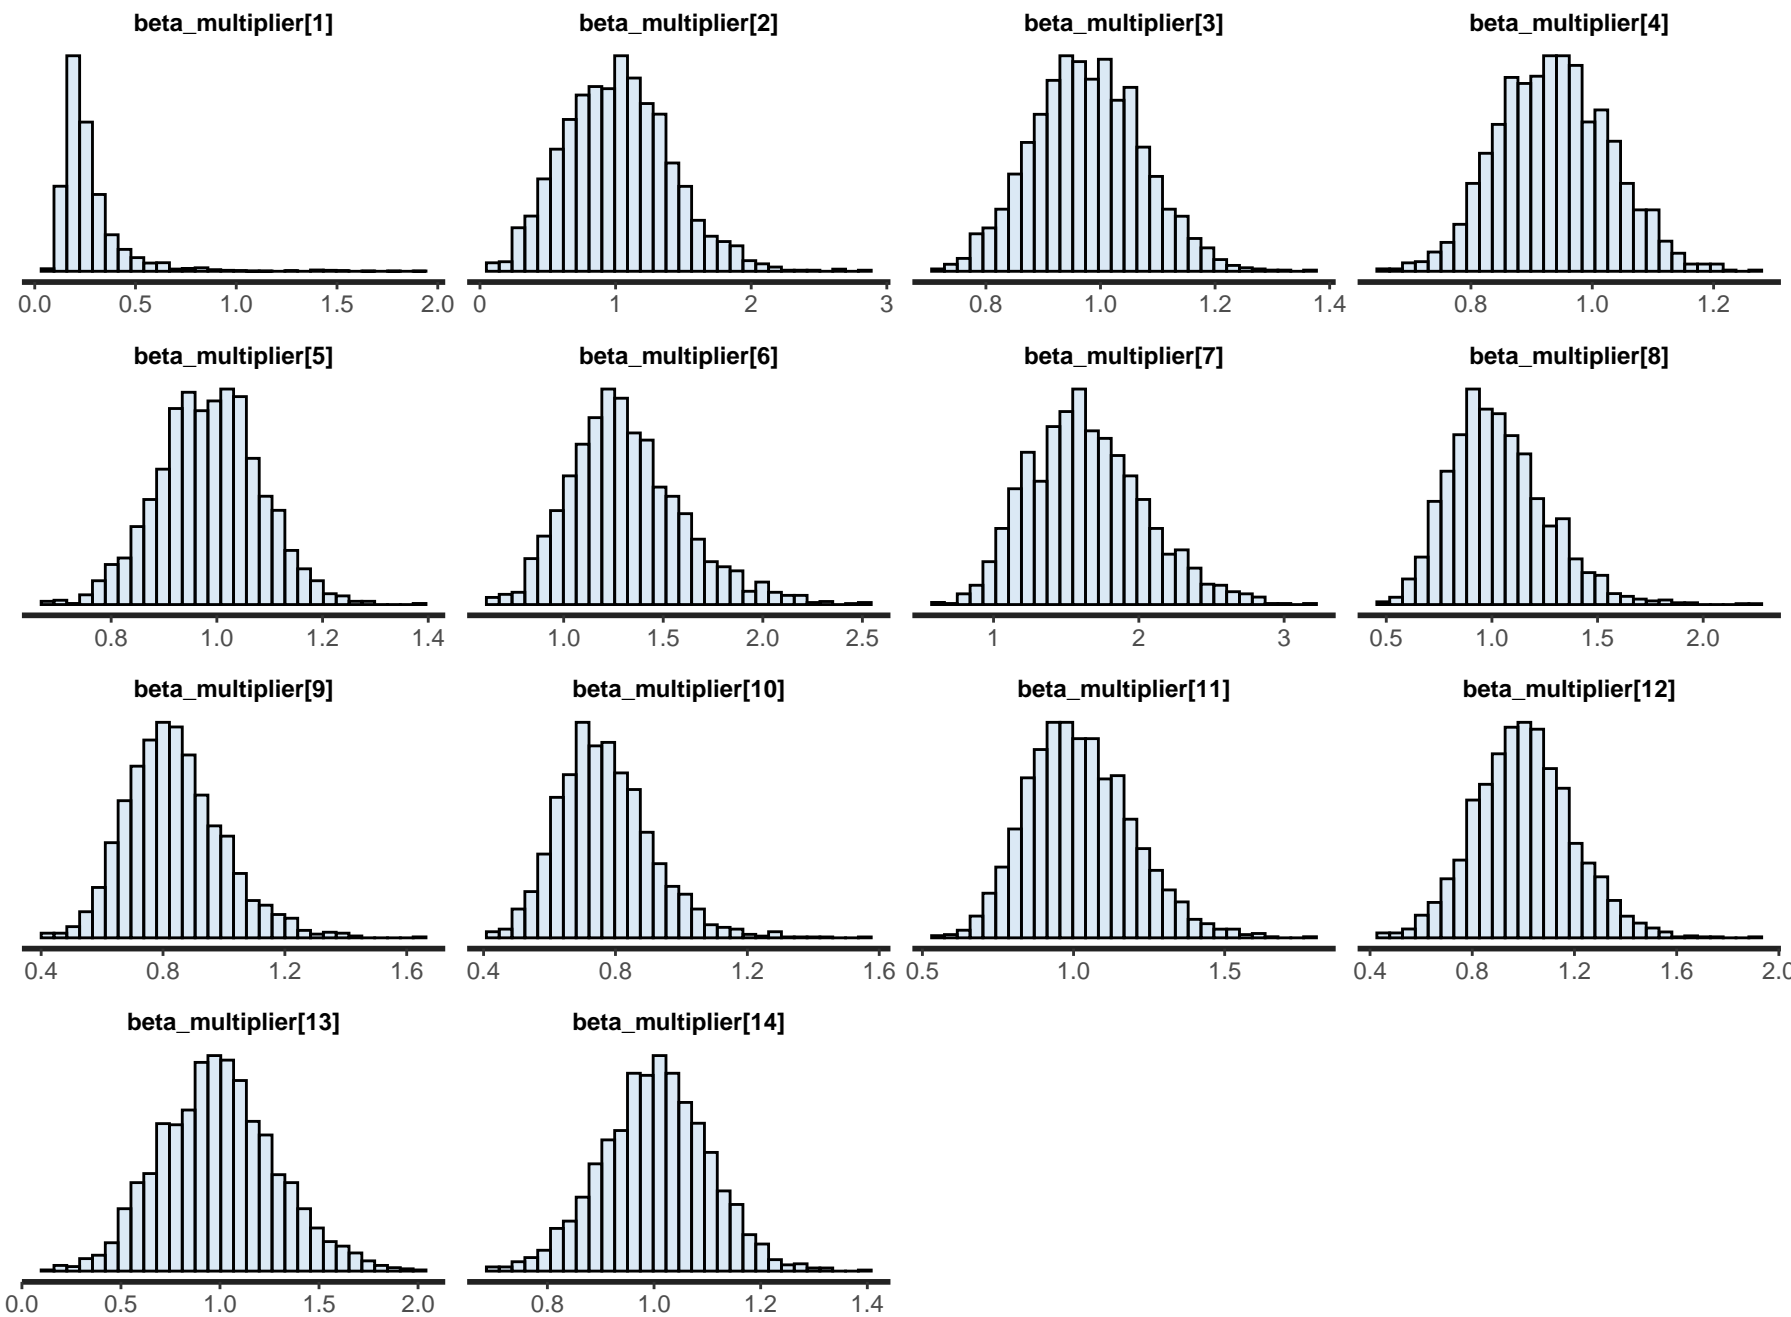 beta_multiplier[1] beta_multiplier[2] beta_multiplier[3] beta_multiplier[4]
0.0 0.5 1.0 1.5 2.0 0 1 2 3 0.8 1.0 1.2 1.4 0.8 1.0 1.2
beta_multiplier[5] beta_multiplier[6] beta_multiplier[7] beta_multiplier[8]
0.8 1.0 1.2 1.4 1.0 1.5 2.0 2.5 1 2 3 0.5 1.0 1.5 2.0
beta_multiplier[9] beta_multiplier[10] beta_multiplier[11] beta_multiplier[12]
0.4 0.8 1.2 1.6 0.4 0.8 1.2 1.6 0.5 1.0 1.5 0.4 0.8 1.2 1.6 2.0
beta_multiplier[13] beta_multiplier[14]
0.0 0.5 1.0 1.5 2.0 0.8 1.0 1.2 1.4